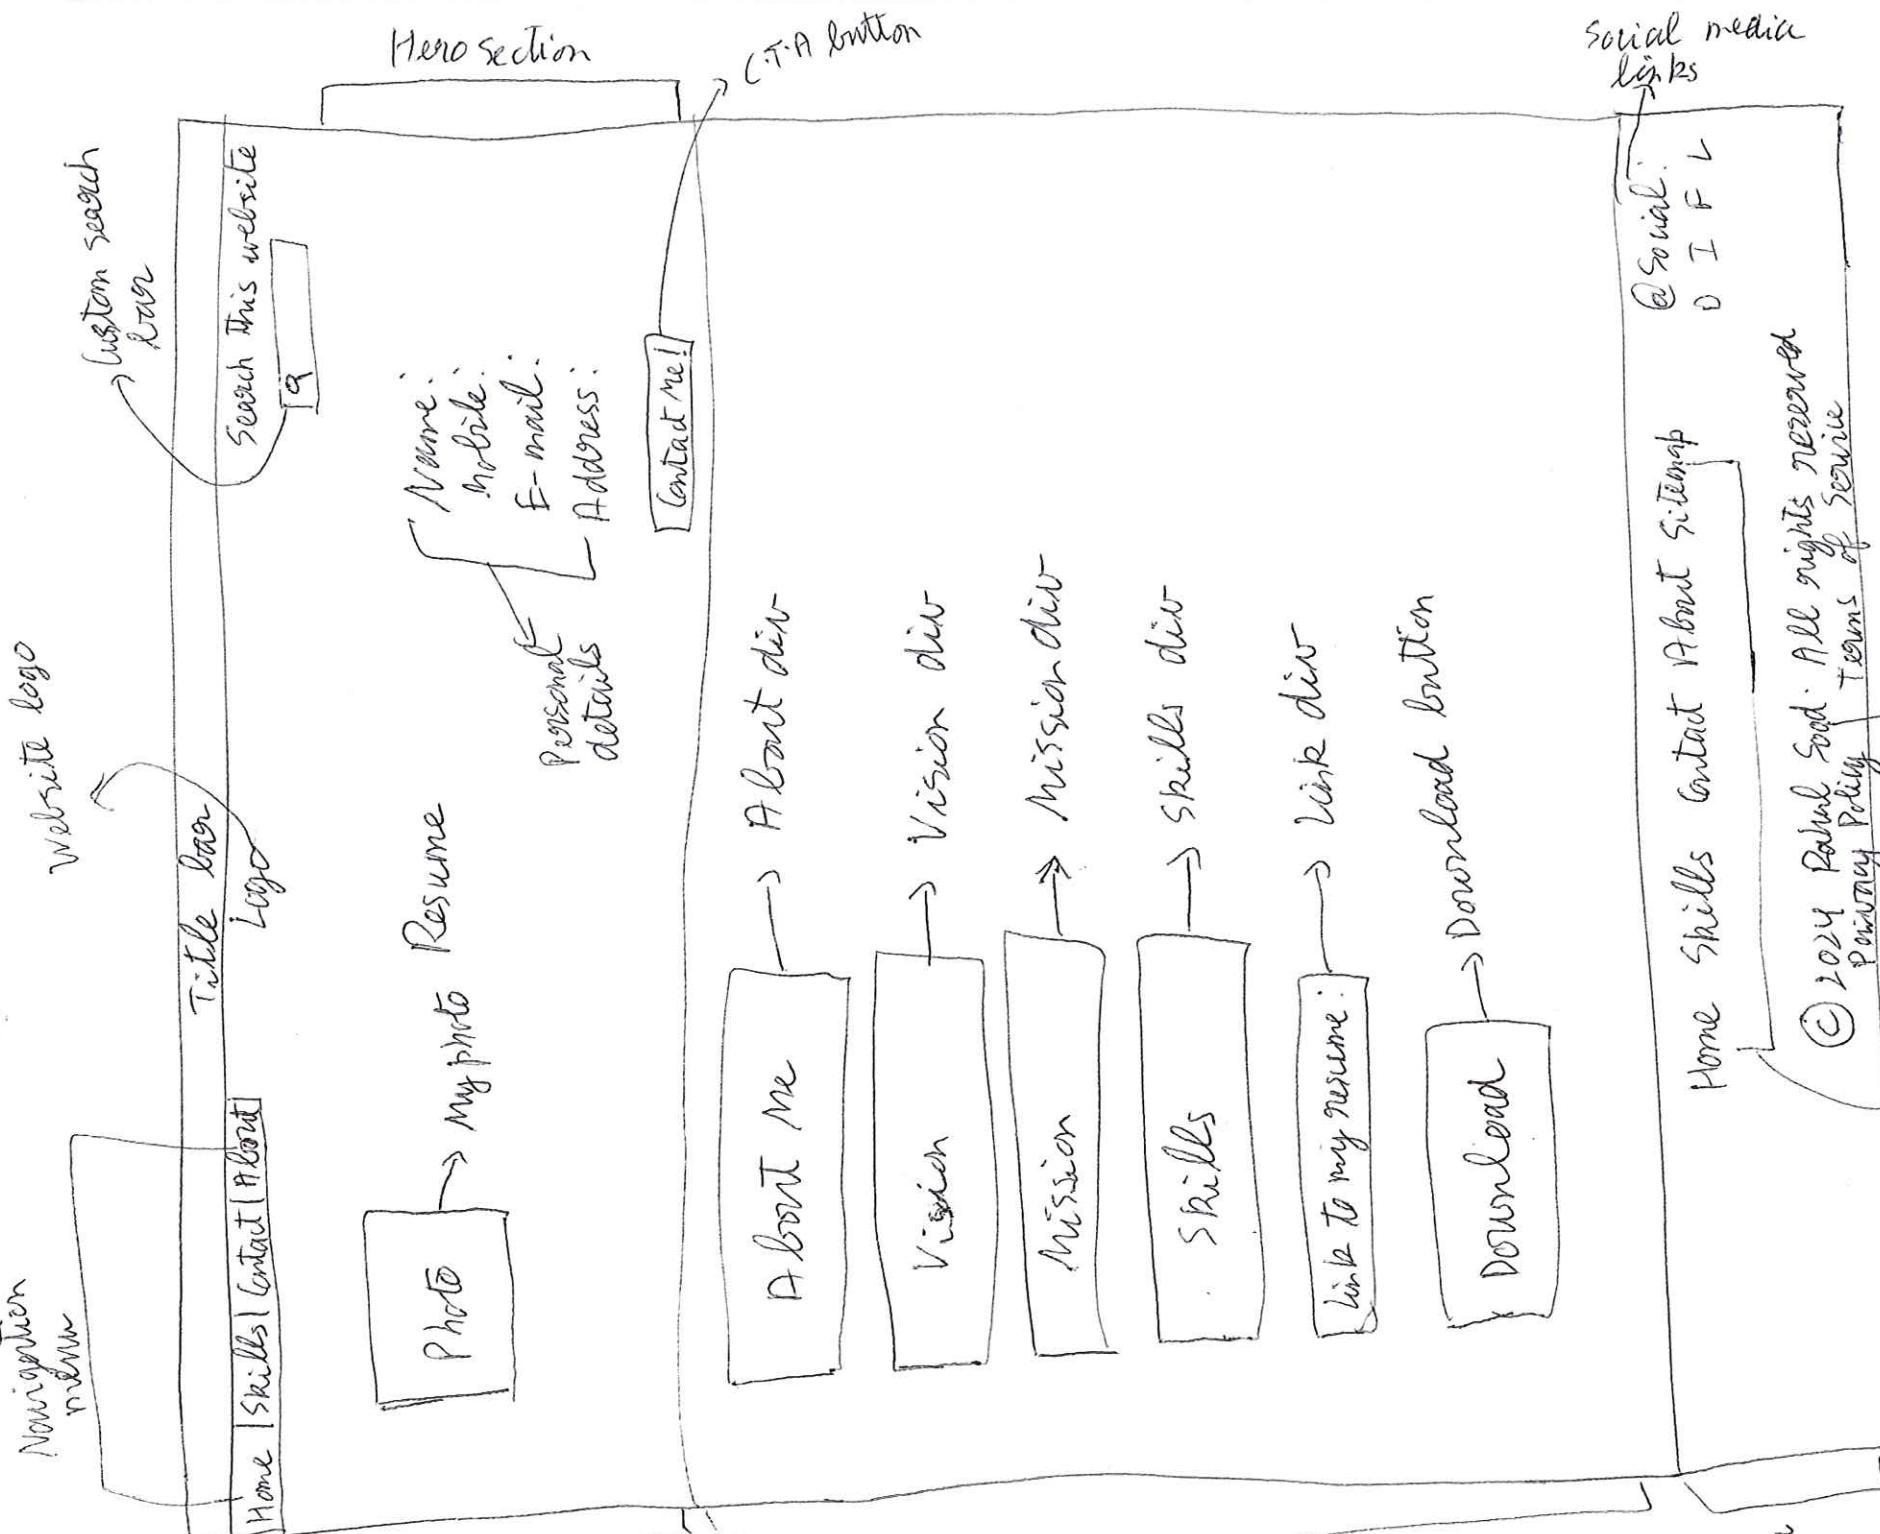 Navigation
menu
Website logo
Custom search
bar
Title bar
Home | Skills | Contact | About
Logo
Search This website
Q
Hero section
Photo
My photo
Resume
Personal
details
Name:
Mobile:
E-mail:
Address:
Contact Me!
C.T.A button
About me
About div
Vision
Vision div
Mission
Mission div
Skills
Skills div
Link to my resume:
Link div
Download
Download button
Social media
links
@Social:
D I F L
Home Skills Contact About Sitemap
© 2024 Rahul Sood. All rights reserved
Privacy Policy Terms of Service